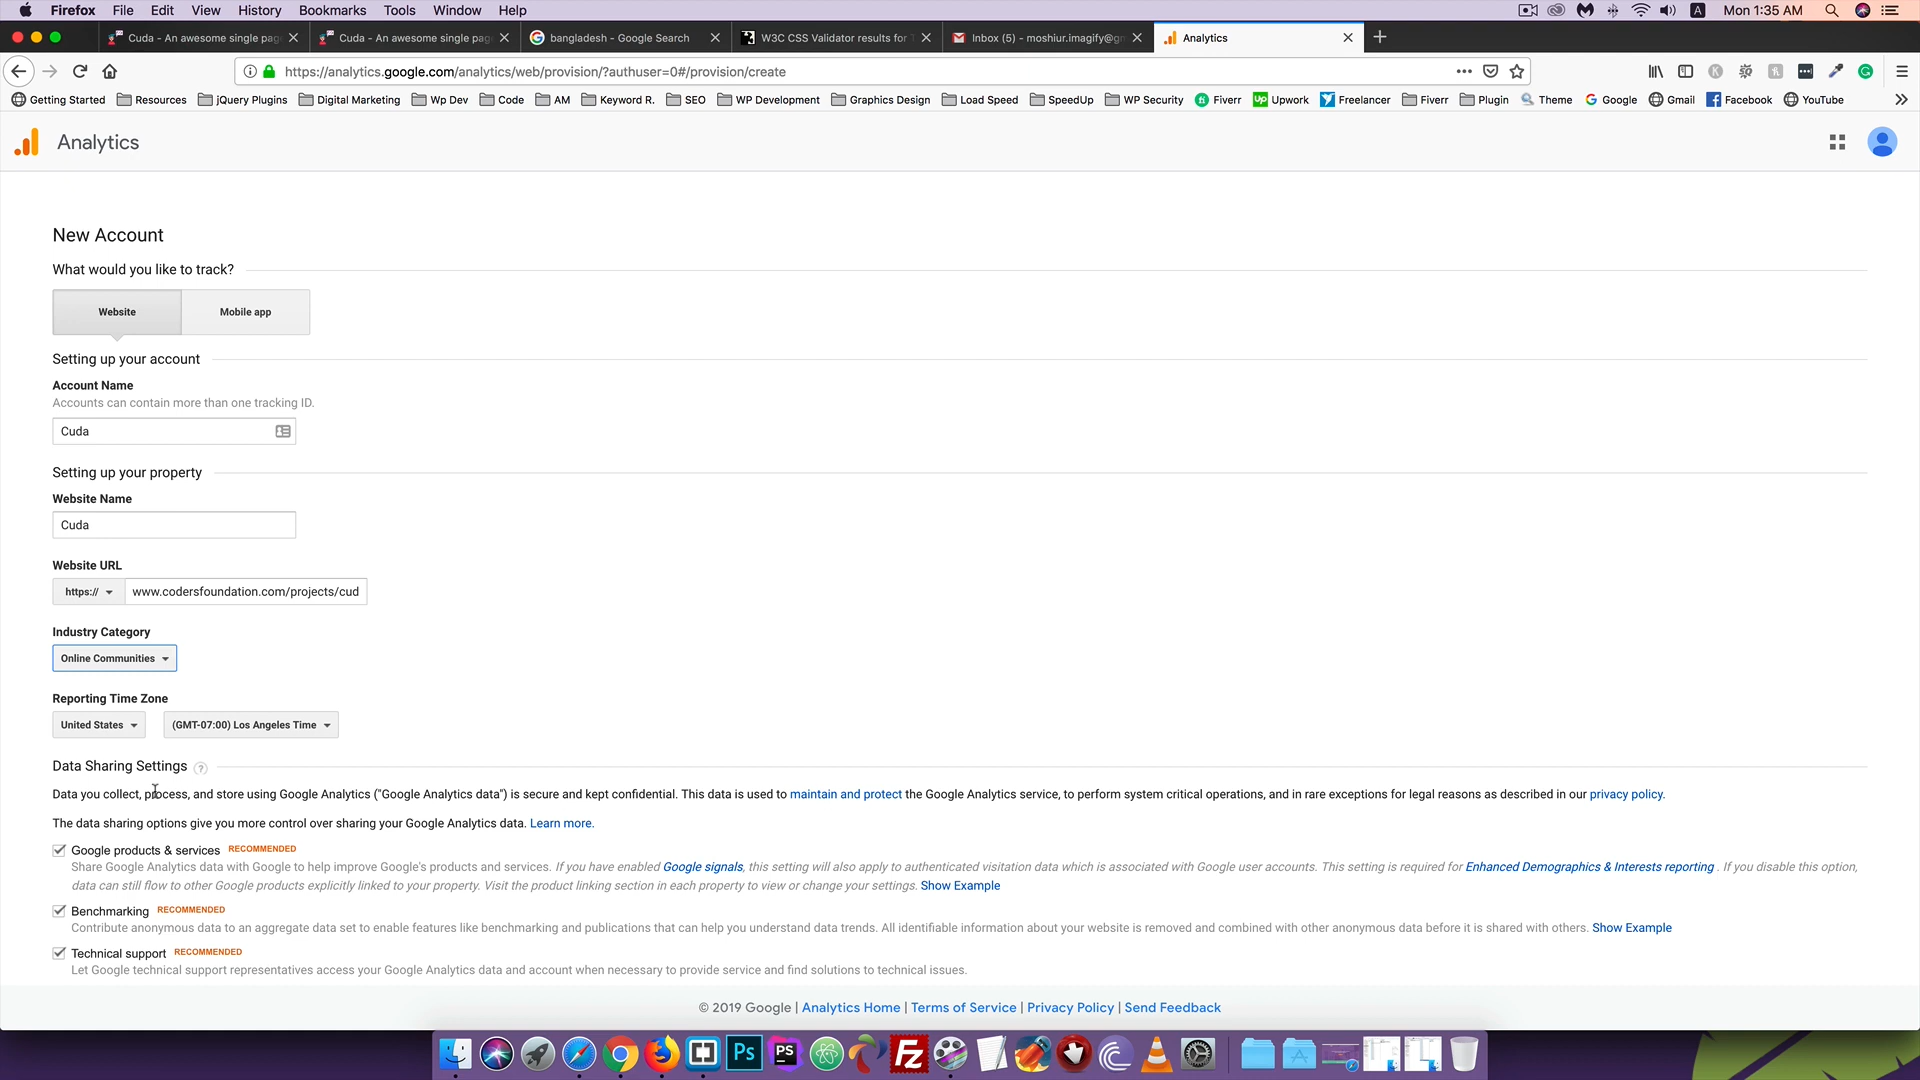 Firefox File Edit View History Bookmarks Tools Window Help
A Mon 1:35 AM
Cuda - An awesome single pag
Cuda - An awesome single page
bangladesh - Google Search
W3C CSS Validator results for
Inbox (5) - moshiur.imagify@gm
Analytics
https://analytics.google.com/analytics/web/provision/?authuser=0#/provision/create
Getting Started Resources jQuery Plugins Digital Marketing Wp Dev Code AM Keyword R. SEO WP Development Graphics Design Load Speed SpeedUp WP Security Fiverr Upwork Freelancer Fiverr Plugin Theme Google Gmail Facebook YouTube
Analytics
New Account
What would you like to track?
Website Mobile app
Setting up your account
Account Name
Accounts can contain more than one tracking ID.
Cuda
Setting up your property
Website Name
Cuda
Website URL
https:// www.codersfoundation.com/projects/cud
Industry Category
Online Communities
Reporting Time Zone
United States (GMT-07:00) Los Angeles Time
Data Sharing Settings ?
Data you collect, process, and store using Google Analytics ("Google Analytics data") is secure and kept confidential. This data is used to maintain and protect the Google Analytics service, to perform system critical operations, and in rare exceptions for legal reasons as described in our privacy policy.
The data sharing options give you more control over sharing your Google Analytics data. Learn more.
Google products & services RECOMMENDED
Share Google Analytics data with Google to help improve Google's products and services. If you have enabled Google signals, this setting will also apply to authenticated visitation data which is associated with Google user accounts. This setting is required for Enhanced Demographics & Interests reporting . If you disable this option,
data can still flow to other Google products explicitly linked to your property. Visit the product linking section in each property to view or change your settings. Show Example
Benchmarking RECOMMENDED
Contribute anonymous data to an aggregate data set to enable features like benchmarking and publications that can help you understand data trends. All identifiable information about your website is removed and combined with other anonymous data before it is shared with others. Show Example
Technical support RECOMMENDED
Let Google technical support representatives access your Google Analytics data and account when necessary to provide service and find solutions to technical issues.
© 2019 Google | Analytics Home | Terms of Service | Privacy Policy | Send Feedback
Ps PS Fz